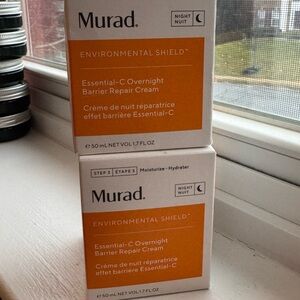 Murad.
NIGHT
NUIT
ENVIRONMENTAL SHIELD™
Essential-C Overnight
Barrier Repair Cream
Crème de nuit réparatrice
effet barrière Essential-C
℮ 50 mL NET VOL 1.7 FL OZ
STEP 3 ÉTAPE 3 Moisturize • Hydrater
Murad.
NIGHT
NUIT
ENVIRONMENTAL SHIELD™
Essential-C Overnight
Barrier Repair Cream
Crème de nuit réparatrice
effet barrière Essential-C
℮ 50 mL NET VOL 1.7 FL OZ